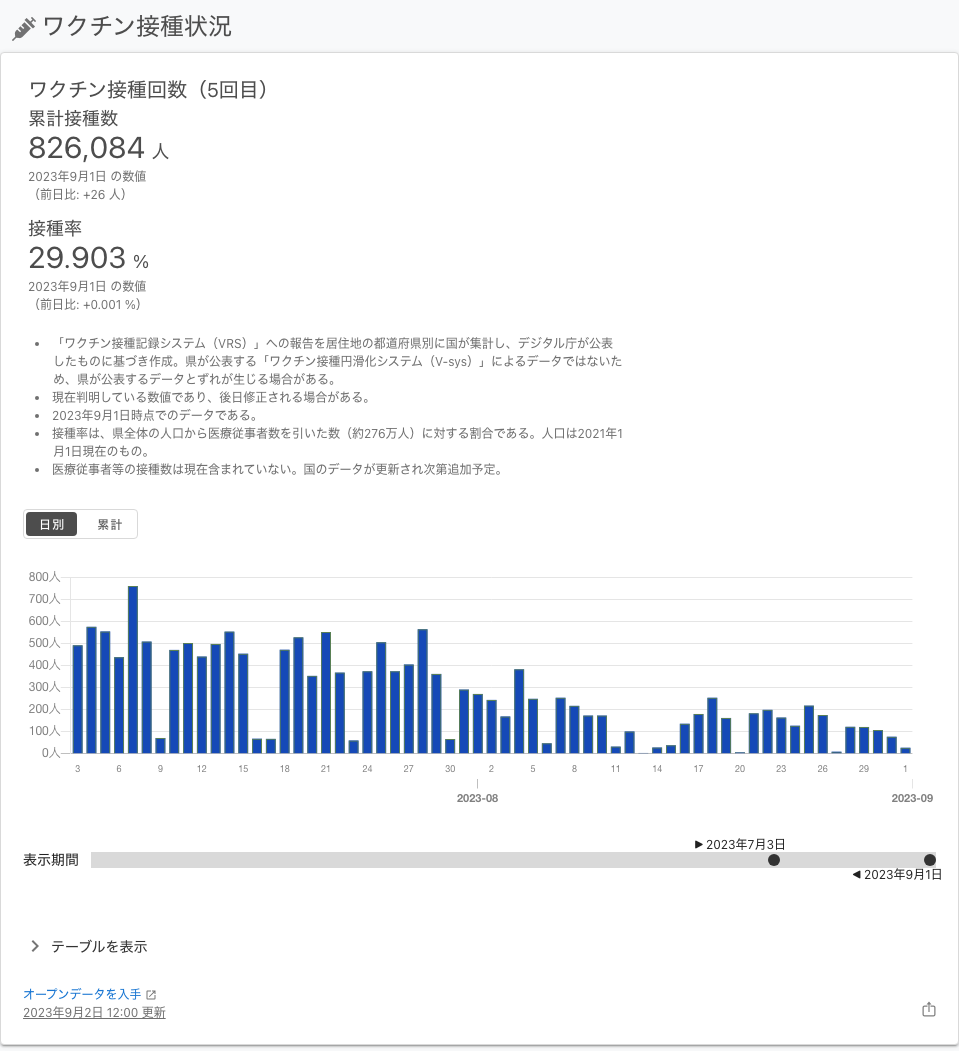 ワクチン接種状況
ワクチン接種回数（5回目）
累計接種数
826,084 人
2023年9月1日 の数値
（前日比: +26 人）
接種率
29.903 %
2023年9月1日 の数値
（前日比: +0.001 %）
• 「ワクチン接種記録システム（VRS）」への報告を居住地の都道府県別に国が集計し、デジタル庁が公表
したものに基づき作成。県が公表する「ワクチン接種円滑化システム（V-sys）」によるデータではないた
め、県が公表するデータとずれが生じる場合がある。
• 現在判明している数値であり、後日修正される場合がある。
• 2023年9月1日時点でのデータである。
• 接種率は、県全体の人口から医療従事者数を引いた数（約276万人）に対する割合である。人口は2021年1
月1日現在のもの。
• 医療従事者等の接種数は現在含まれていない。国のデータが更新され次第追加予定。
日別 累計
800人
700人
600人
500人
400人
300人
200人
100人
0人
3 6 9 12 15 18 21 24 27 30 2 5 8 11 14 17 20 23 26 29 1
2023-08 2023-09
▶ 2023年7月3日
表示期間
◀ 2023年9月1日
テーブルを表示
オープンデータを入手
2023年9月2日 12:00 更新